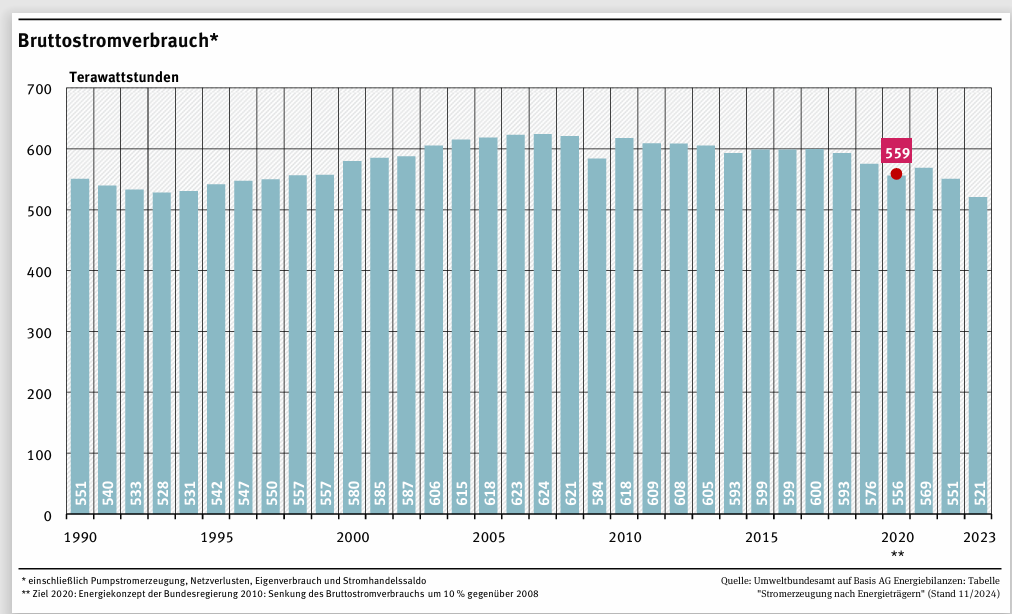 Bruttostromverbrauch*
Terawattstunden
700
600
500
400
300
200
100
0
559
551 540 533 528 531 542 547 550 557 557 580 585 587 606 615 618 623 624 621 584 618 609 608 605 593 599 599 600 593 576 556 569 551 521
1990 1995 2000 2005 2010 2015 2020 2023
**
* einschließlich Pumpstromerzeugung, Netzverlusten, Eigenverbrauch und Stromhandelssaldo
** Ziel 2020: Energiekonzept der Bundesregierung 2010: Senkung des Bruttostromverbrauchs um 10 % gegenüber 2008
Quelle: Umweltbundesamt auf Basis AG Energiebilanzen: Tabelle
"Stromerzeugung nach Energieträgern" (Stand 11/2024)